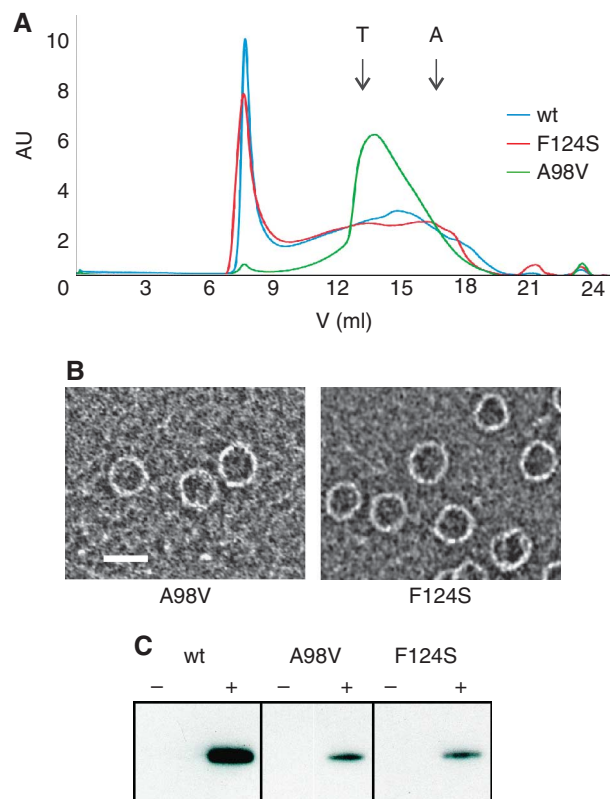 A
T A
10
8
6
4
2
0
AU
3 6 9 12 15 18 21 24
V (ml)
wt
F124S
A98V
B
A98V F124S
C
wt A98V F124S
– + – + – +